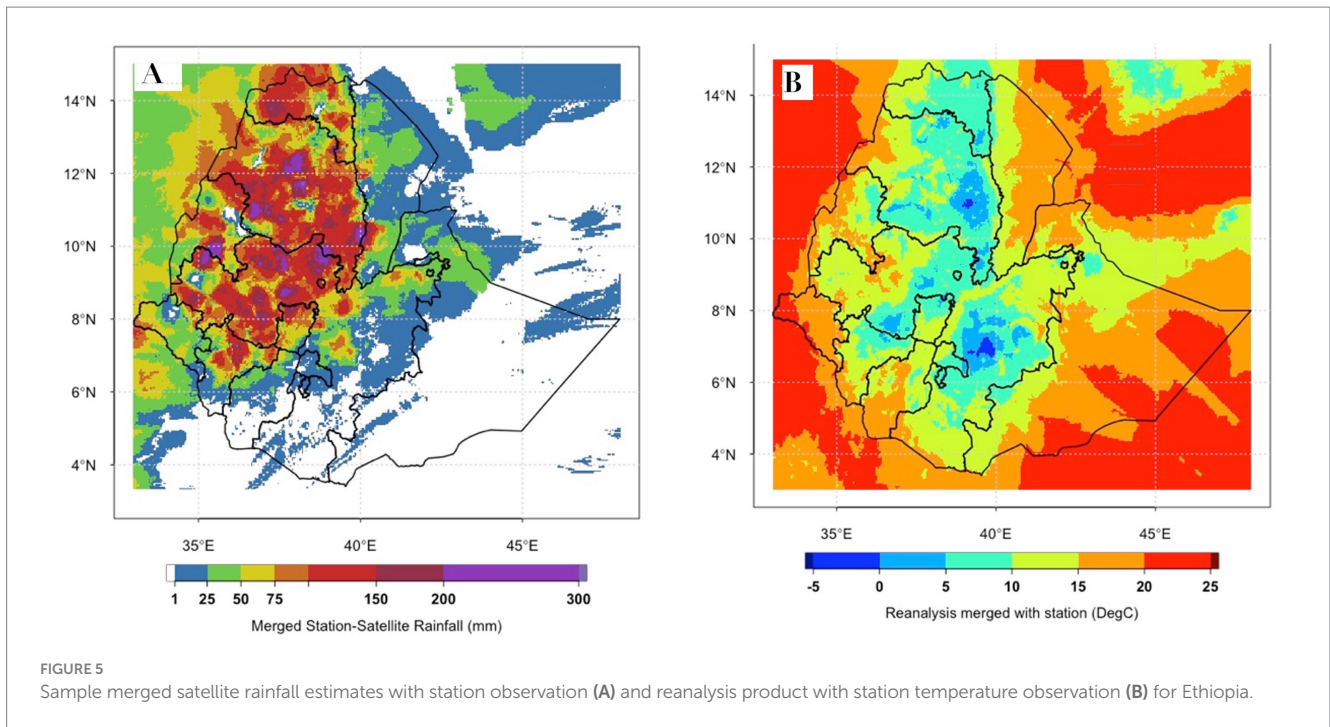 A
14°N
12°N
10°N
8°N
6°N
4°N
35°E 40°E 45°E
1 25 50 75 150 200 300
Merged Station-Satellite Rainfall (mm)
B
14°N
12°N
10°N
8°N
6°N
4°N
35°E 40°E 45°E
-5 0 5 10 15 20 25
Reanalysis merged with station (DegC)
FIGURE 5
Sample merged satellite rainfall estimates with station observation (A) and reanalysis product with station temperature observation (B) for Ethiopia.